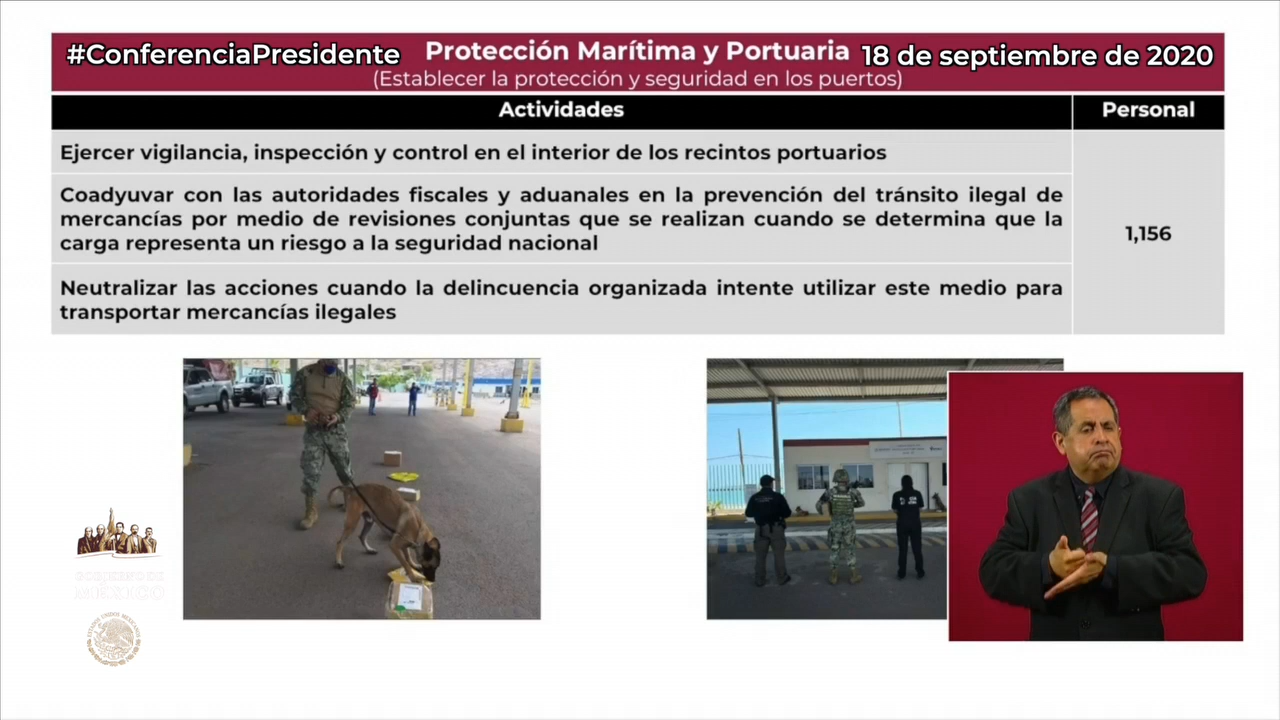 #ConferenciaPresidente
Protección Marítima y Portuaria
18 de septiembre de 2020
(Establecer la protección y seguridad en los puertos)
Actividades
Personal
Ejercer vigilancia, inspección y control en el interior de los recintos portuarios
Coadyuvar con las autoridades fiscales y aduanales en la prevención del tránsito ilegal de
mercancías por medio de revisiones conjuntas que se realizan cuando se determina que la
carga representa un riesgo a la seguridad nacional
1,156
Neutralizar las acciones cuando la delincuencia organizada intente utilizar este medio para
transportar mercancías ilegales
GOBIERNO DE
MÉXICO